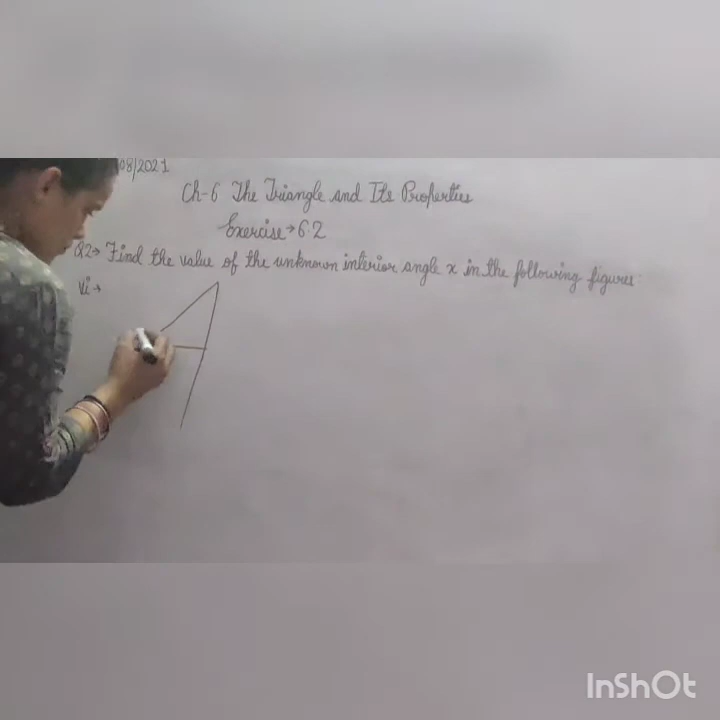 08/2021
Ch-6 The Triangle and Its Properties
Exercise→6.2
Q2→ Find the value of the unknown interior angle x in the following figures:
vi→
InShOt